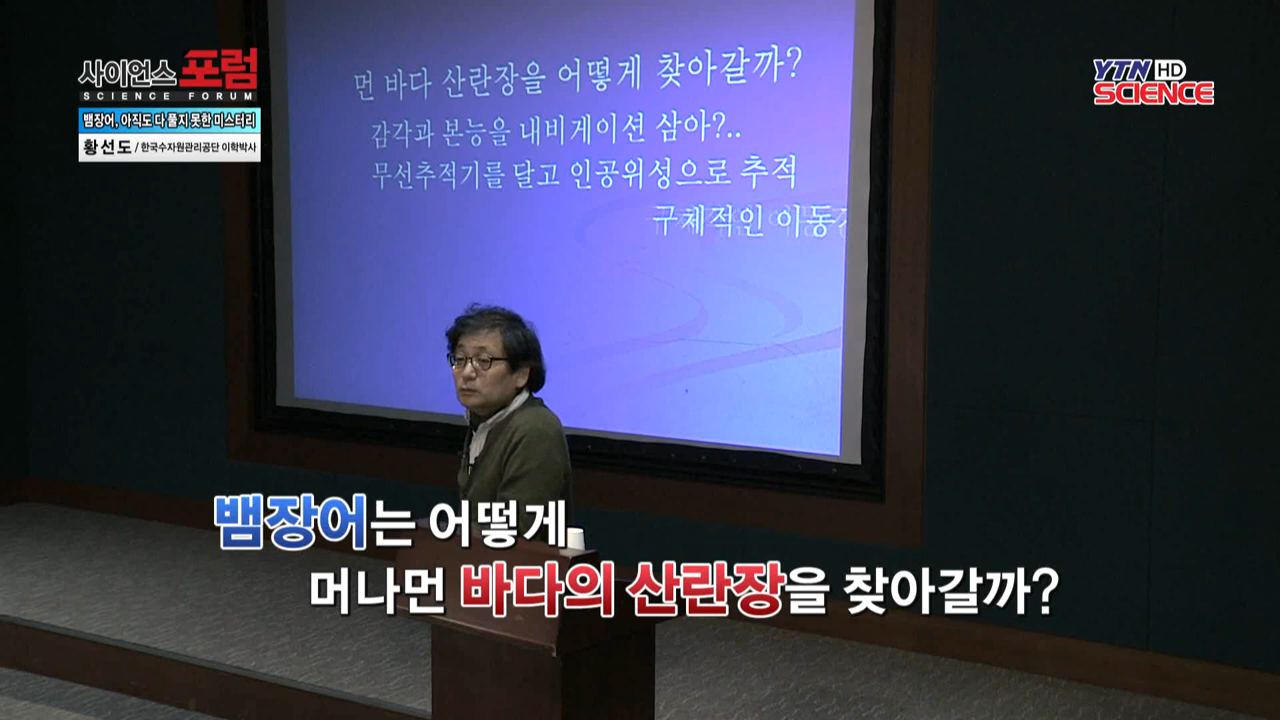 사이언스 포럼
SCIENCE FORUM
뱀장어, 아직도 다 풀지 못한 미스터리
황선도 / 한국수자원관리공단 이학박사
YTN HD
SCIENCE
먼 바다 산란장을 어떻게 찾아갈까?
감각과 본능을 내비게이션 삼아?..
무선추적기를 달고 인공위성으로 추적
구체적인 이동
뱀장어는 어떻게
머나먼 바다의 산란장을 찾아갈까?